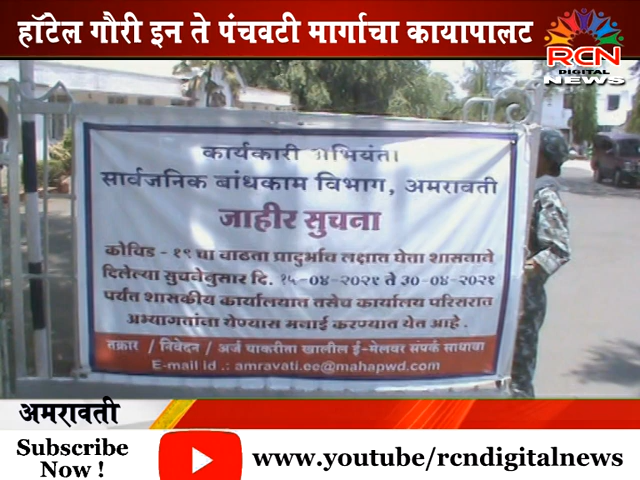 हॉटेल गौरी इन ते पंचवटी मार्गाचा कायापालट
RCN
DIGITAL
NEWS
कार्यकारी अभियंता
सार्वजनिक बांधकाम विभाग, अमरावती
जाहीर सुचना
कोविड - १९ चा वाढता प्रादुर्भाव लक्षात घेता शासनाने
दिलेल्या सुचनेनुसार दि. १५-०४-२०२१ ते ३०-०४-२०२१
पर्यंत शासकीय कार्यालयात तसेच कार्यालय परिसरात
अभ्यागतांना येण्यास मनाई करण्यात येत आहे.
तक्रार / निवेदन / अर्ज याकरीता खालील ई-मेलवर संपर्क साधावा
E-mail id .: amravati.ee@mahapwd.com
अमरावती
Subscribe
Now !
www.youtube/rcndigitalnews